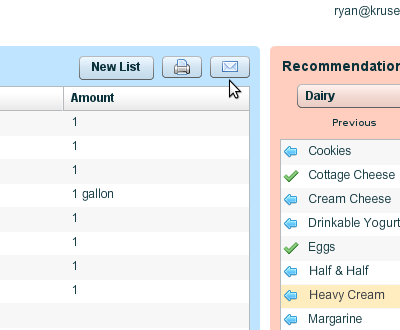 ryan@kruse
New List
Amount
1
1
1
1 gallon
1
1
1
1
Recommendation
Dairy
Previous
Cookies
Cottage Cheese
Cream Cheese
Drinkable Yogurt
Eggs
Half & Half
Heavy Cream
Margarine